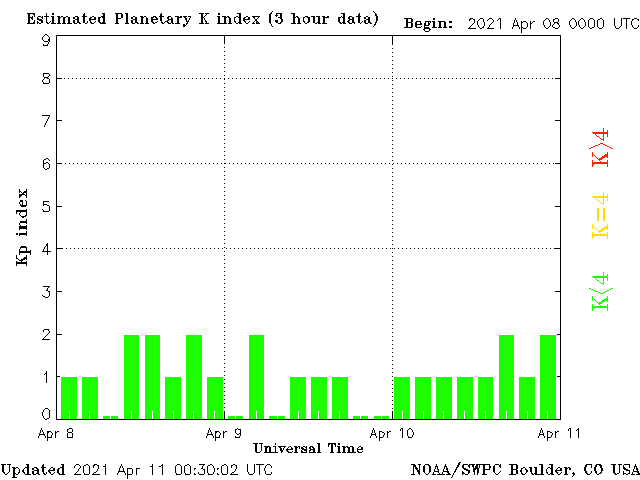 Estimated Planetary K index (3 hour data) Begin: 2021 Apr 08 0000 UTC
9
8
7
6
5
4
3
2
1
0
Kp index
K>4
K=4
K<4
Apr 8 Apr 9 Apr 10 Apr 11
Universal Time
Updated 2021 Apr 11 00:30:02 UTC NOAA/SWPC Boulder, CO USA